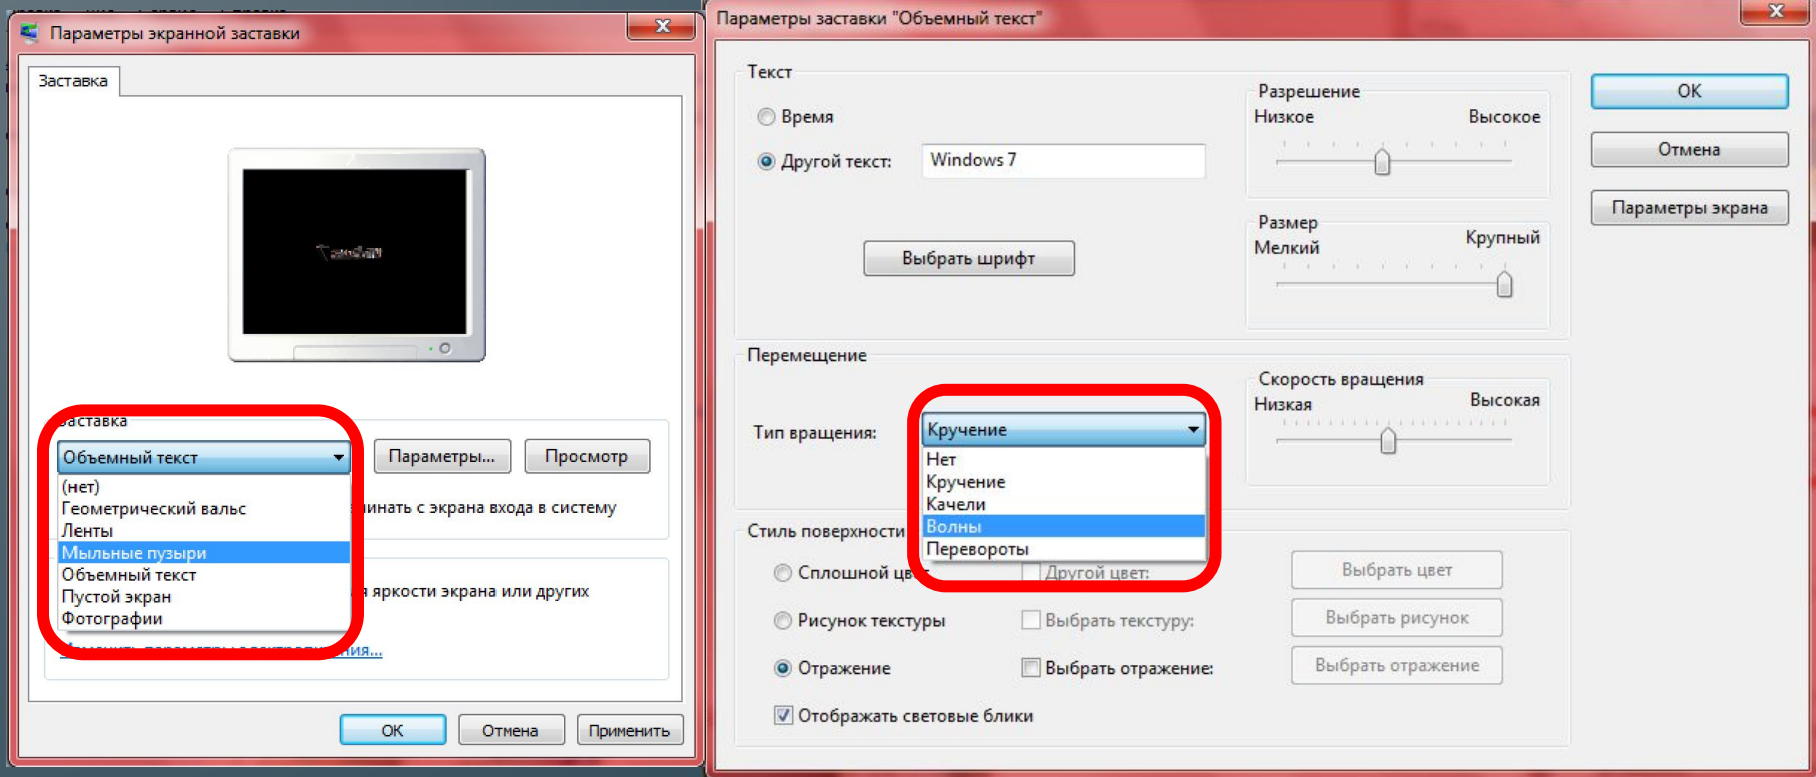 Параметры экранной заставки
Заставка
Заставка
Объемный текст
Параметры...
Просмотр
(нет)
Геометрический вальс
Ленты
Мыльные пузыри
Объемный текст
Пустой экран
Фотографии
с экрана входа в систему
яркости экрана или других
ОК
Отмена
Применить
Параметры заставки "Объемный текст"
Текст
Время
Другой текст:
Windows 7
Выбрать шрифт
Разрешение
Низкое
Высокое
Размер
Мелкий
Крупный
ОК
Отмена
Параметры экрана
Перемещение
Тип вращения:
Кручение
Нет
Кручение
Качели
Волны
Перевороты
Скорость вращения
Низкая
Высокая
Стиль поверхности
Сплошной цвет
Другой цвет:
Выбрать цвет
Рисунок текстуры
Выбрать текстуру:
Выбрать рисунок
Отражение
Выбрать отражение:
Выбрать отражение
Отображать световые блики